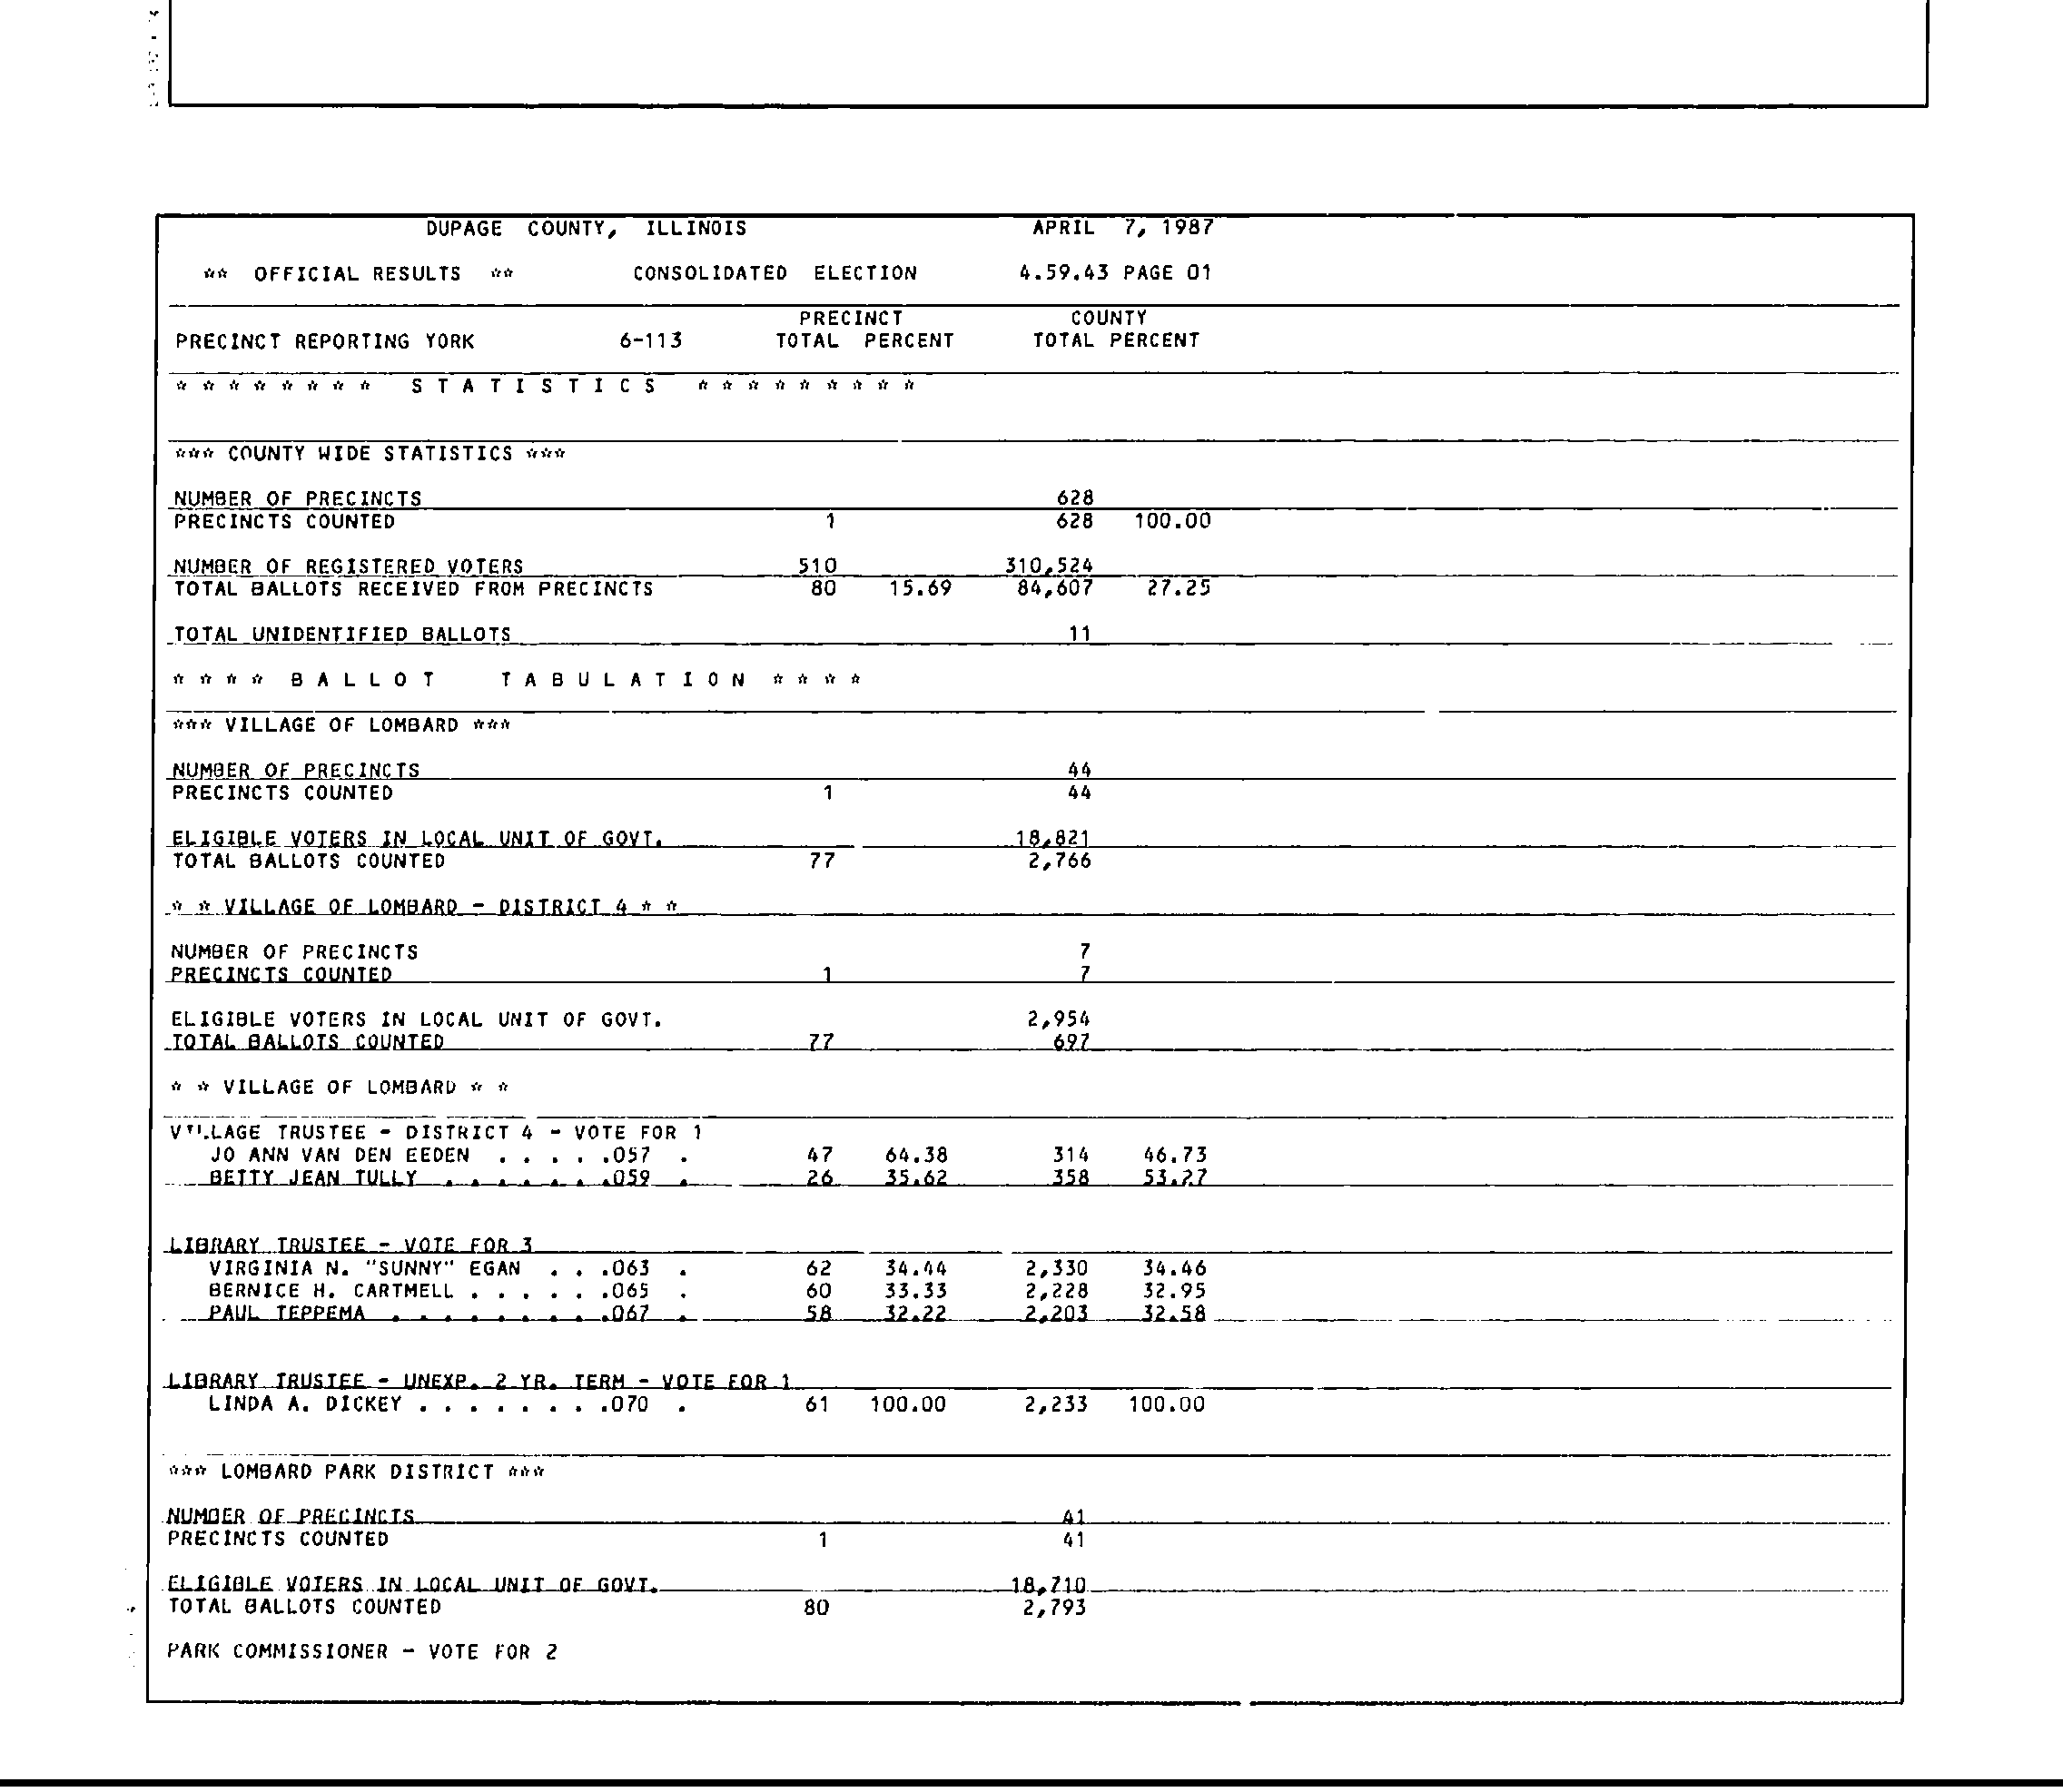 DUPAGE COUNTY, ILLINOIS APRIL 7, 1987
** OFFICIAL RESULTS ** CONSOLIDATED ELECTION 4.59.43 PAGE 01
PRECINCT COUNTY
PRECINCT REPORTING YORK 6-113 TOTAL PERCENT TOTAL PERCENT
* * * * * * * * S T A T I S T I C S * * * * * * * * *
*** COUNTY WIDE STATISTICS ***
NUMBER OF PRECINCTS 628
PRECINCTS COUNTED 1 628 100.00
NUMBER OF REGISTERED VOTERS 510 310,524
TOTAL BALLOTS RECEIVED FROM PRECINCTS 80 15.69 84,607 27.25
TOTAL UNIDENTIFIED BALLOTS 11
* * * * B A L L O T T A B U L A T I O N * * * *
*** VILLAGE OF LOMBARD ***
NUMBER OF PRECINCTS 44
PRECINCTS COUNTED 1 44
ELIGIBLE VOTERS IN LOCAL UNIT OF GOVT. 18,821
TOTAL BALLOTS COUNTED 77 2,766
* * VILLAGE OF LOMBARD - DISTRICT 4 * *
NUMBER OF PRECINCTS 7
PRECINCTS COUNTED 1 7
ELIGIBLE VOTERS IN LOCAL UNIT OF GOVT. 2,954
TOTAL BALLOTS COUNTED 77 697
* * VILLAGE OF LOMBARD * *
VILLAGE TRUSTEE - DISTRICT 4 - VOTE FOR 1
JO ANN VAN DEN EEDEN . . . . .057 . 47 64.38 314 46.73
BETTY JEAN TULLY . . . . . . .059 . 26 35.62 358 53.27
LIBRARY TRUSTEE - VOTE FOR 3
VIRGINIA N. "SUNNY" EGAN . . .063 . 62 34.44 2,330 34.46
BERNICE H. CARTMELL . . . . . .065 . 60 33.33 2,228 32.95
PAUL TEPPEMA . . . . . . . . .067 . 58 32.22 2,203 32.58
LIBRARY TRUSTEE - UNEXP. 2 YR. TERM - VOTE FOR 1
LINDA A. DICKEY . . . . . . . .070 . 61 100.00 2,233 100.00
*** LOMBARD PARK DISTRICT ***
NUMBER OF PRECINCTS 41
PRECINCTS COUNTED 1 41
ELIGIBLE VOTERS IN LOCAL UNIT OF GOVT. 18,710
TOTAL BALLOTS COUNTED 80 2,793
PARK COMMISSIONER - VOTE FOR 2